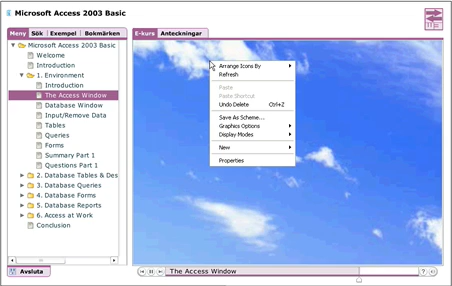 Microsoft Access 2003 Basic
Meny Sök Exempel Bokmärken
E-kurs Anteckningar
Microsoft Access 2003 Basic
Welcome
Introduction
1. Environment
Introduction
The Access Window
Database Window
Input/Remove Data
Tables
Queries
Forms
Summary Part 1
Questions Part 1
2. Database Tables & Des
3. Database Queries
4. Database Forms
5. Database Reports
6. Access at Work
Conclusion
Arrange Icons By
Refresh
Paste
Paste Shortcut
Undo Delete Ctrl+Z
Save As Scheme...
Graphics Options
Display Modes
New
Properties
Avsluta
The Access Window
?